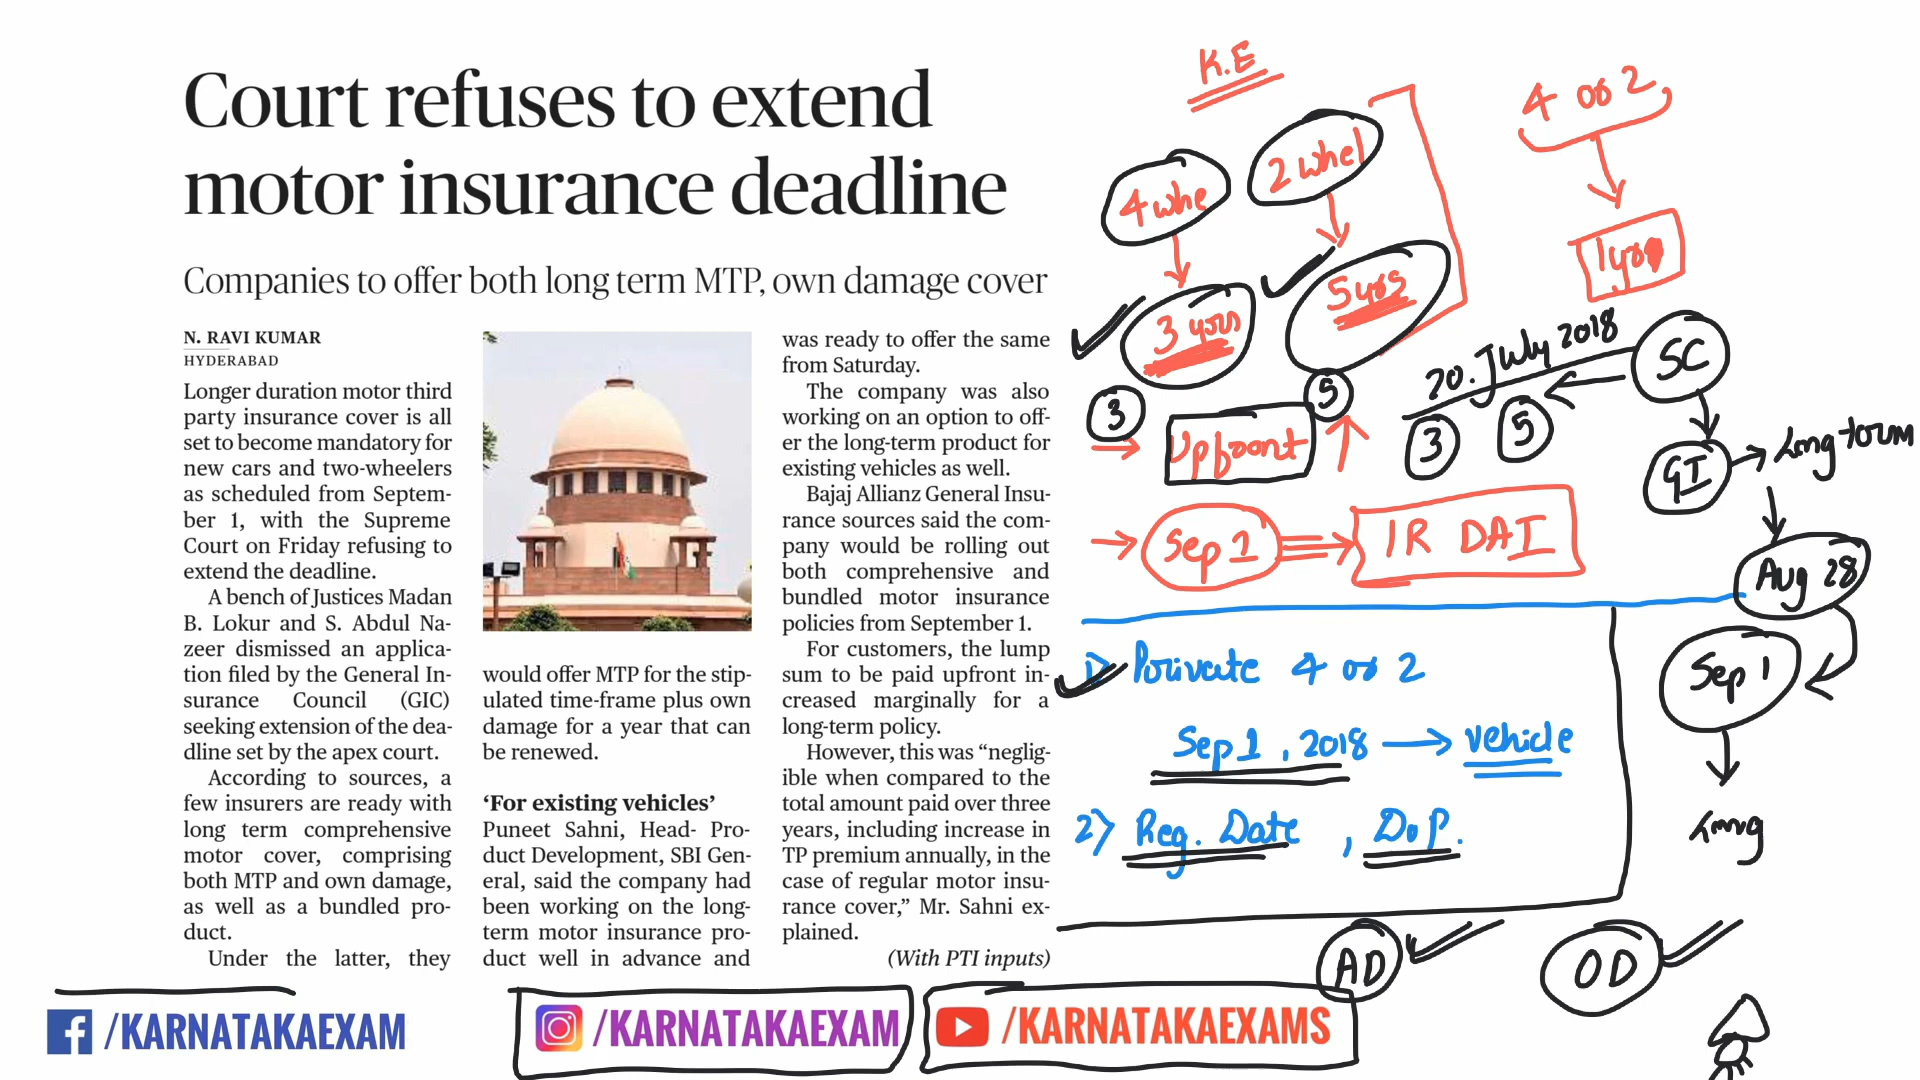 Court refuses to extend
motor insurance deadline
Companies to offer both long term MTP, own damage cover
N. RAVI KUMAR
HYDERABAD
Longer duration motor third
party insurance cover is all
set to become mandatory for
new cars and two-wheelers
as scheduled from Septem-
ber 1, with the Supreme
Court on Friday refusing to
extend the deadline.
A bench of Justices Madan
B. Lokur and S. Abdul Na-
zeer dismissed an applica-
tion filed by the General In-
surance Council (GIC)
seeking extension of the dea-
dline set by the apex court.
According to sources, a
few insurers are ready with
long term comprehensive
motor cover, comprising
both MTP and own damage,
as well as a bundled pro-
duct.
Under the latter, they
would offer MTP for the stip-
ulated time-frame plus own
damage for a year that can
be renewed.
‘For existing vehicles’
Puneet Sahni, Head- Pro-
duct Development, SBI Gen-
eral, said the company had
been working on the long-
term motor insurance pro-
duct well in advance and
was ready to offer the same
from Saturday.
The company was also
working on an option to off-
er the long-term product for
existing vehicles as well.
Bajaj Allianz General Insu-
rance sources said the com-
pany would be rolling out
both comprehensive and
bundled motor insurance
policies from September 1.
For customers, the lump
sum to be paid upfront in-
creased marginally for a
long-term policy.
However, this was “neglig-
ible when compared to the
total amount paid over three
years, including increase in
TP premium annually, in the
case of regular motor insu-
rance cover,” Mr. Sahni ex-
plained.
(With PTI inputs)
K.E
4 whe
2 whel
4 or 2
3 yrs
5 yrs
1 yr
3
Upfront
5
20. July 2018
SC
3
5
GI
Long term
Sep 1
IR DAI
Aug 28
Sep 1
Long
1) Private 4 or 2
Sep 1, 2018
vehicle
2) Reg. Date, DoP.
AD
OD
/KARNATAKAEXAM
/KARNATAKAEXAM
/KARNATAKAEXAMS